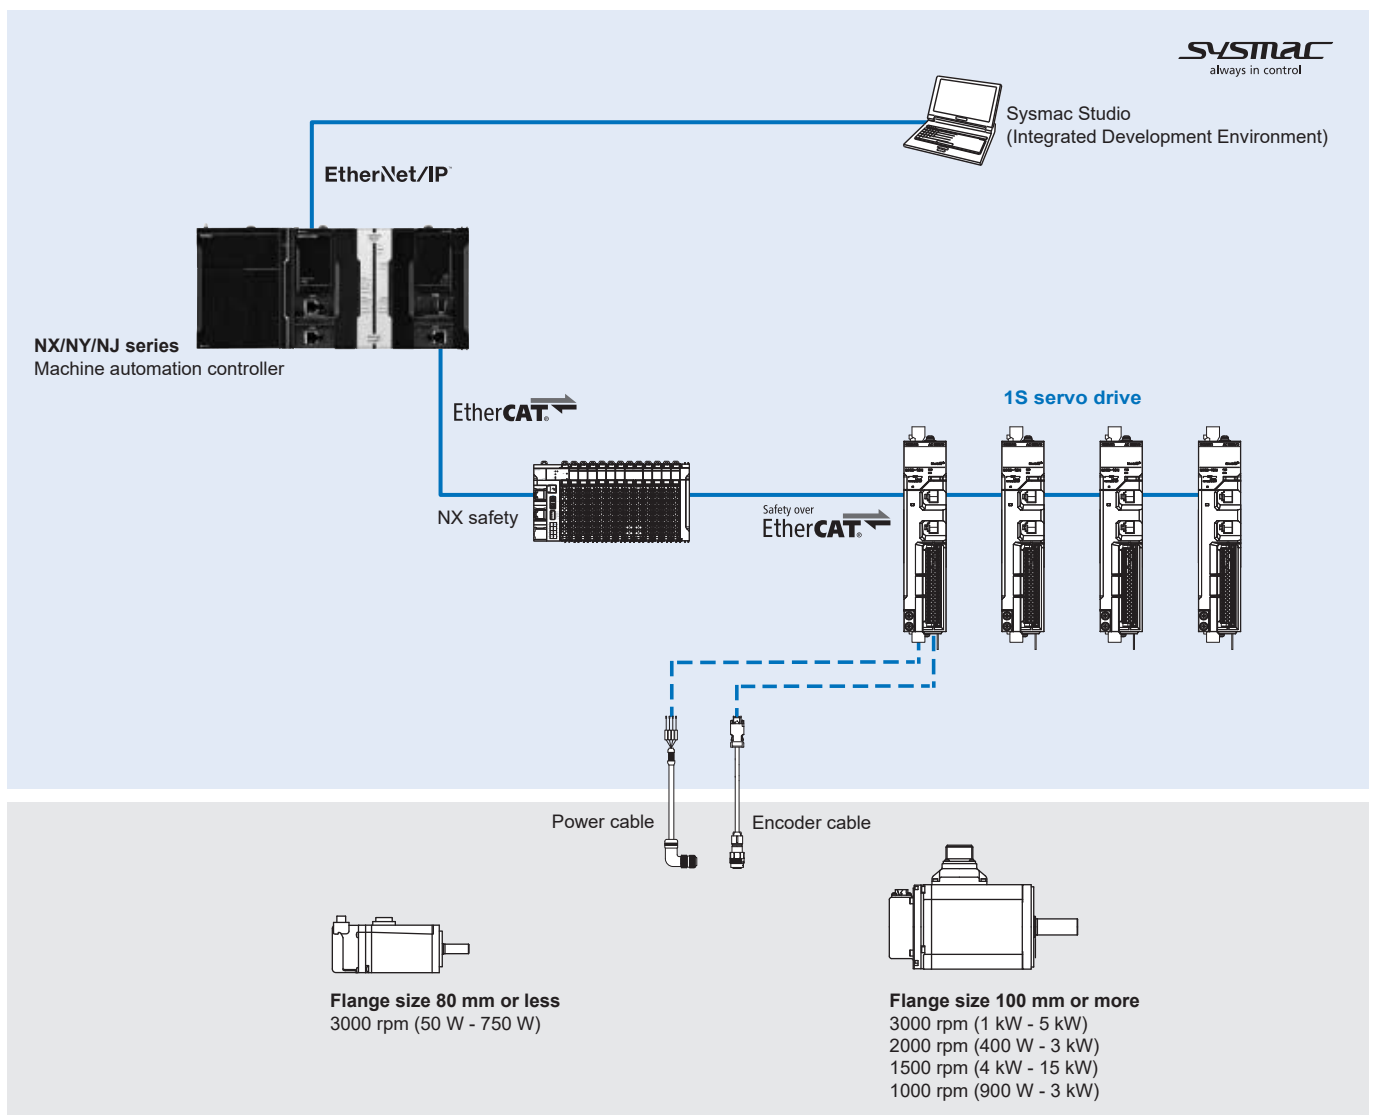 sysmac
always in control
Sysmac Studio
(Integrated Development Environment)
EtherNet/IP™
NX/NY/NJ series
Machine automation controller
EtherCAT®
1S servo drive
NX safety
Safety over
EtherCAT®
Power cable
Encoder cable
Flange size 80 mm or less
3000 rpm (50 W - 750 W)
Flange size 100 mm or more
3000 rpm (1 kW - 5 kW)
2000 rpm (400 W - 3 kW)
1500 rpm (4 kW - 15 kW)
1000 rpm (900 W - 3 kW)